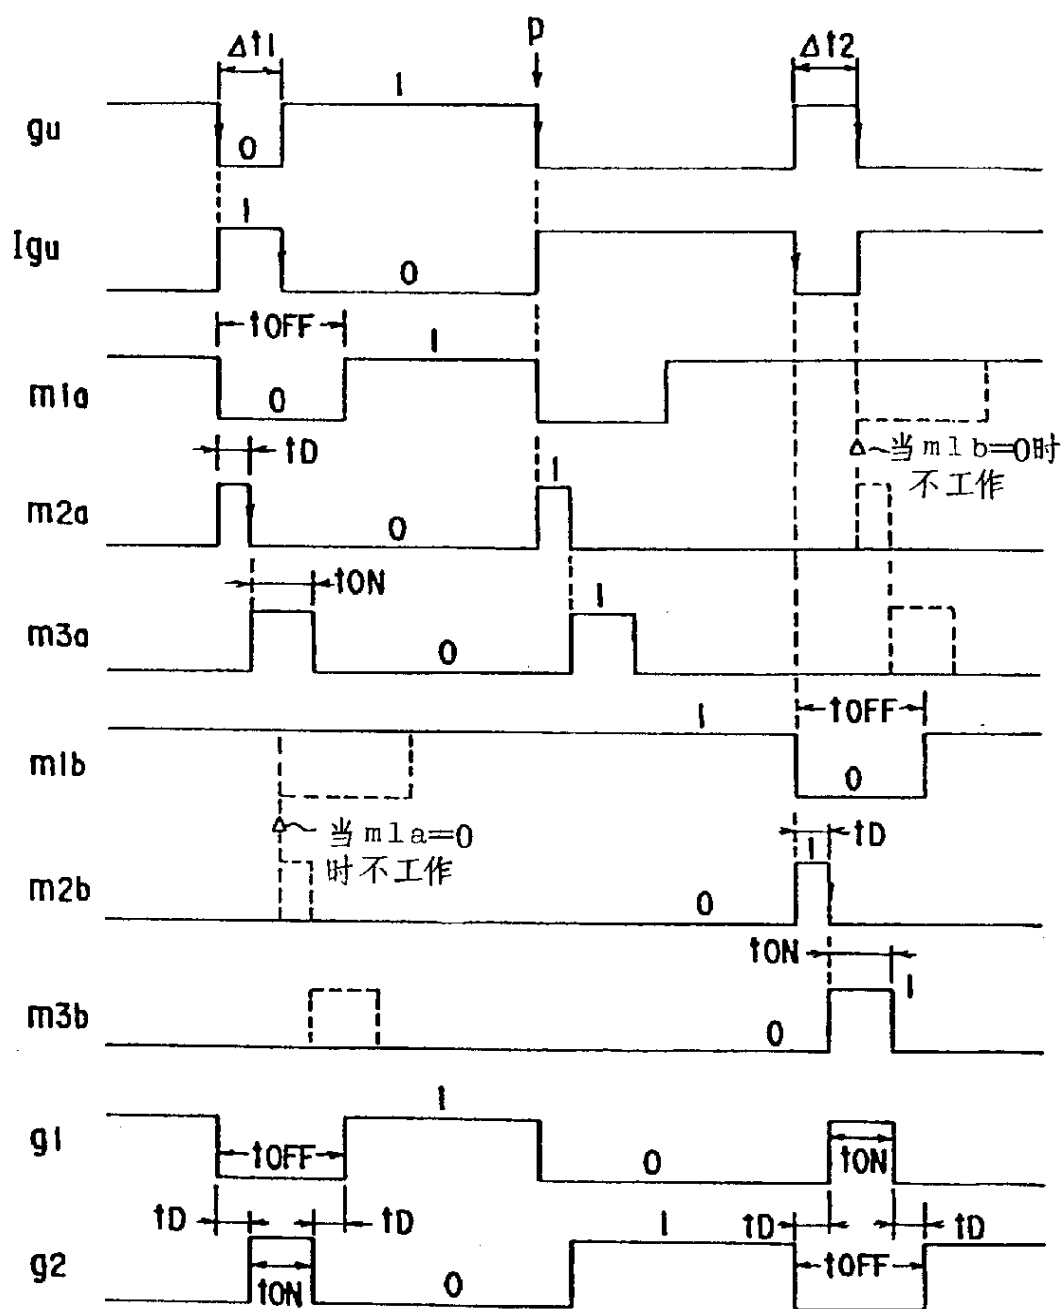 Δt1 P Δt2
gu 0 1
Igu 1 0
tOFF
m1a 0 1
tD 当m1b=0时
不工作
m2a 0 1
tON
m3a 0 1
1 tOFF
m1b 0
当m1a=0 1 tD
时不工作
m2b 0
tON 1
m3b 0
1
g1 tOFF 0 tON
tD tD 1 tD tD
g2 tON 0 tOFF